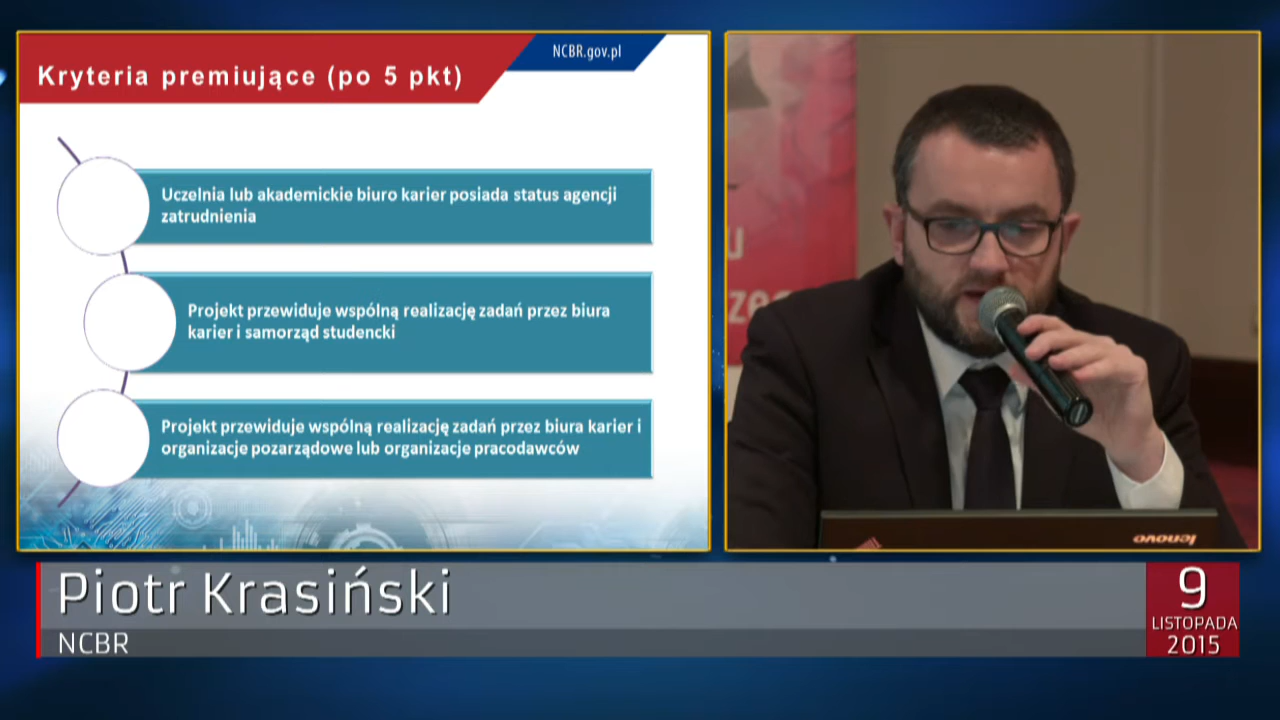 Kryteria premiujące (po 5 pkt)
NCBR.gov.pl
Uczelnia lub akademickie biuro karier posiada status agencji
zatrudnienia
Projekt przewiduje wspólną realizację zadań przez biura
karier i samorząd studencki
Projekt przewiduje wspólną realizację zadań przez biura karier i
organizacje pozarządowe lub organizacje pracodawców
lenovo
Piotr Krasiński
NCBR
9
LISTOPADA
2015